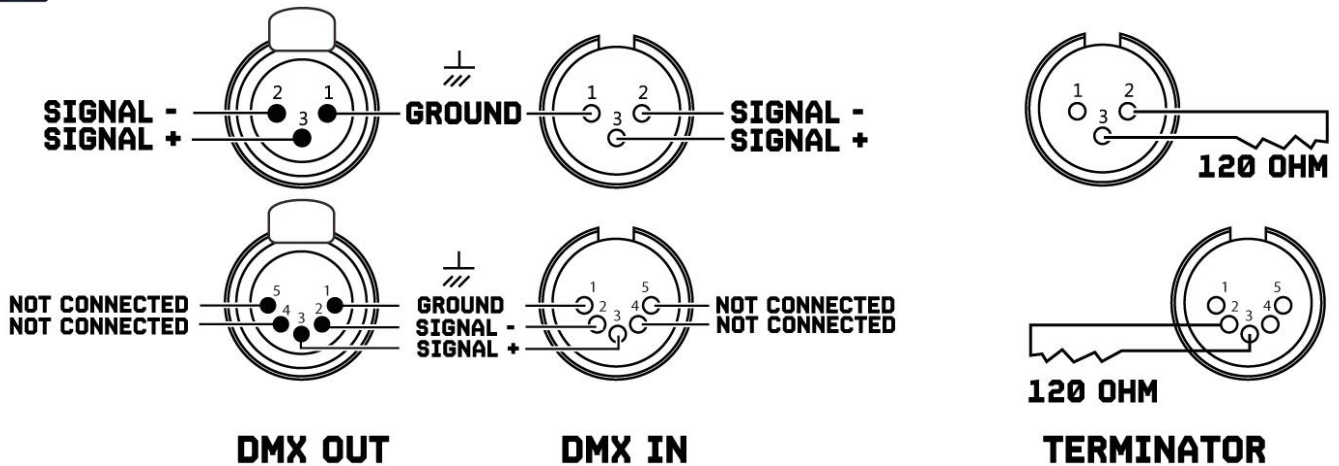 2 1 1 2 1 2
3 3 3
SIGNAL - GROUND SIGNAL -
SIGNAL + SIGNAL +
120 OHM
5 1 1 5 1 5
4 2 2 4 2 4
3 3 3
NOT CONNECTED GROUND NOT CONNECTED
NOT CONNECTED SIGNAL - NOT CONNECTED
SIGNAL +
120 OHM
DMX OUT DMX IN TERMINATOR